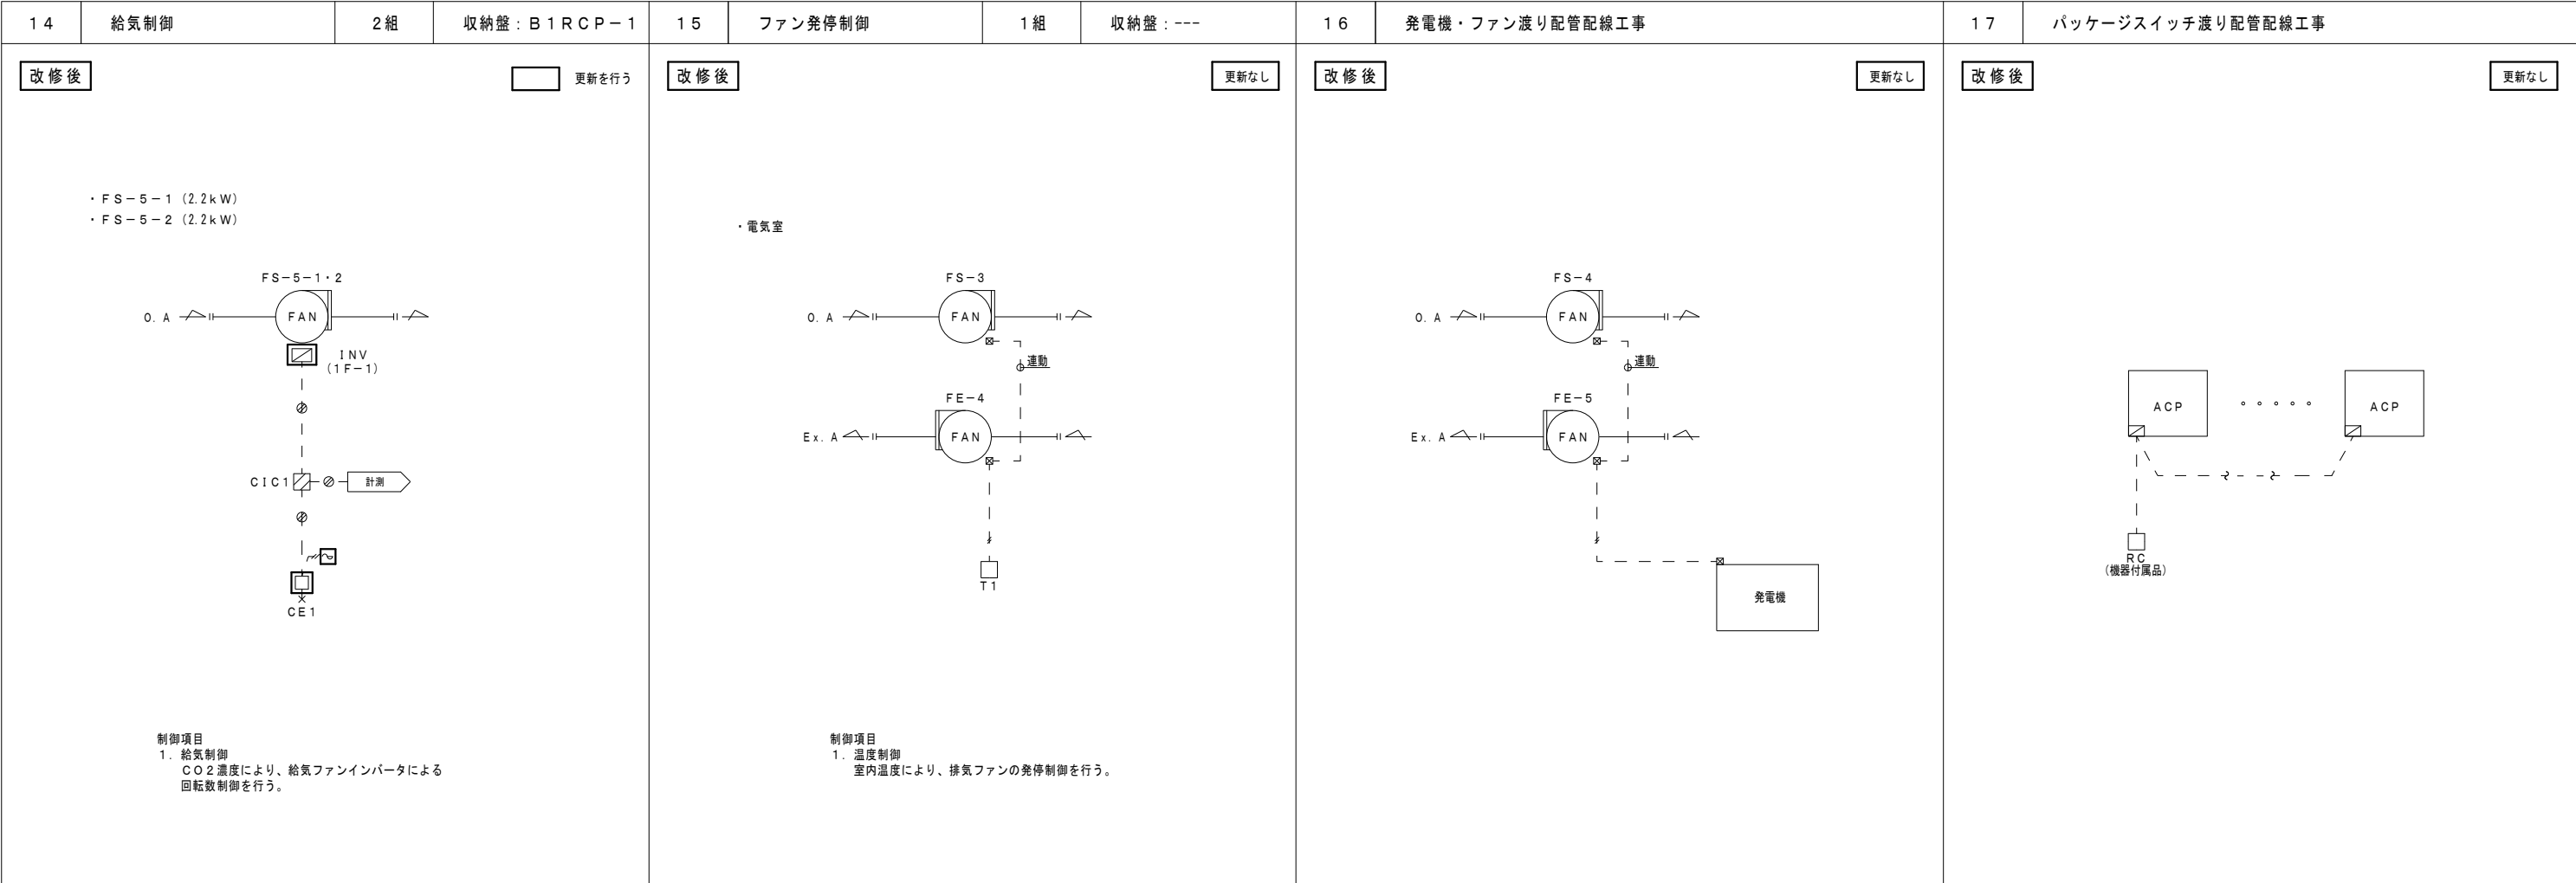 14 給気制御 2組 収納盤:B1RCP-1
改修後
更新を行う
・FS-5-1 (2.2kW)
・FS-5-2 (2.2kW)
FS-5-1・2
O.A
FAN
INV
(1F-1)
CIC1
計測
CE1
制御項目
1. 給気制御
CO2濃度により、給気ファンインバータによる
回転数制御を行う。
15 ファン発停制御 1組 収納盤:---
改修後
更新なし
・電気室
FS-3
O.A
FAN
連動
FE-4
Ex.A
FAN
T1
制御項目
1. 温度制御
室内温度により、排気ファンの発停制御を行う。
16 発電機・ファン渡り配管配線工事
改修後
更新なし
FS-4
O.A
FAN
連動
FE-5
Ex.A
FAN
発電機
17 パッケージスイッチ渡り配管配線工事
改修後
更新なし
ACP
ACP
RC
(機器付属品)